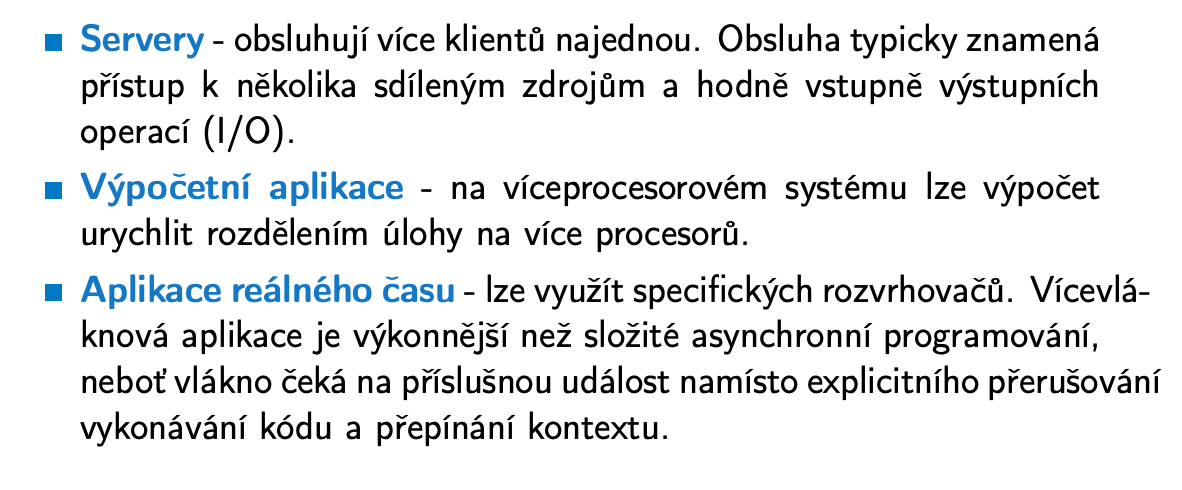 Servery - obsluhují více klientů najednou. Obsluha typicky znamená
přístup k několika sdíleným zdrojům a hodně vstupně výstupních
operací (I/O).
Výpočetní aplikace - na víceprocesorovém systému lze výpočet
urychlit rozdělením úlohy na více procesorů.
Aplikace reálného času - lze využít specifických rozvrhovačů. Vícevlá-
knová aplikace je výkonnější než složité asynchronní programování,
neboť vlákno čeká na příslušnou událost namísto explicitního přerušování
vykonávání kódu a přepínání kontextu.